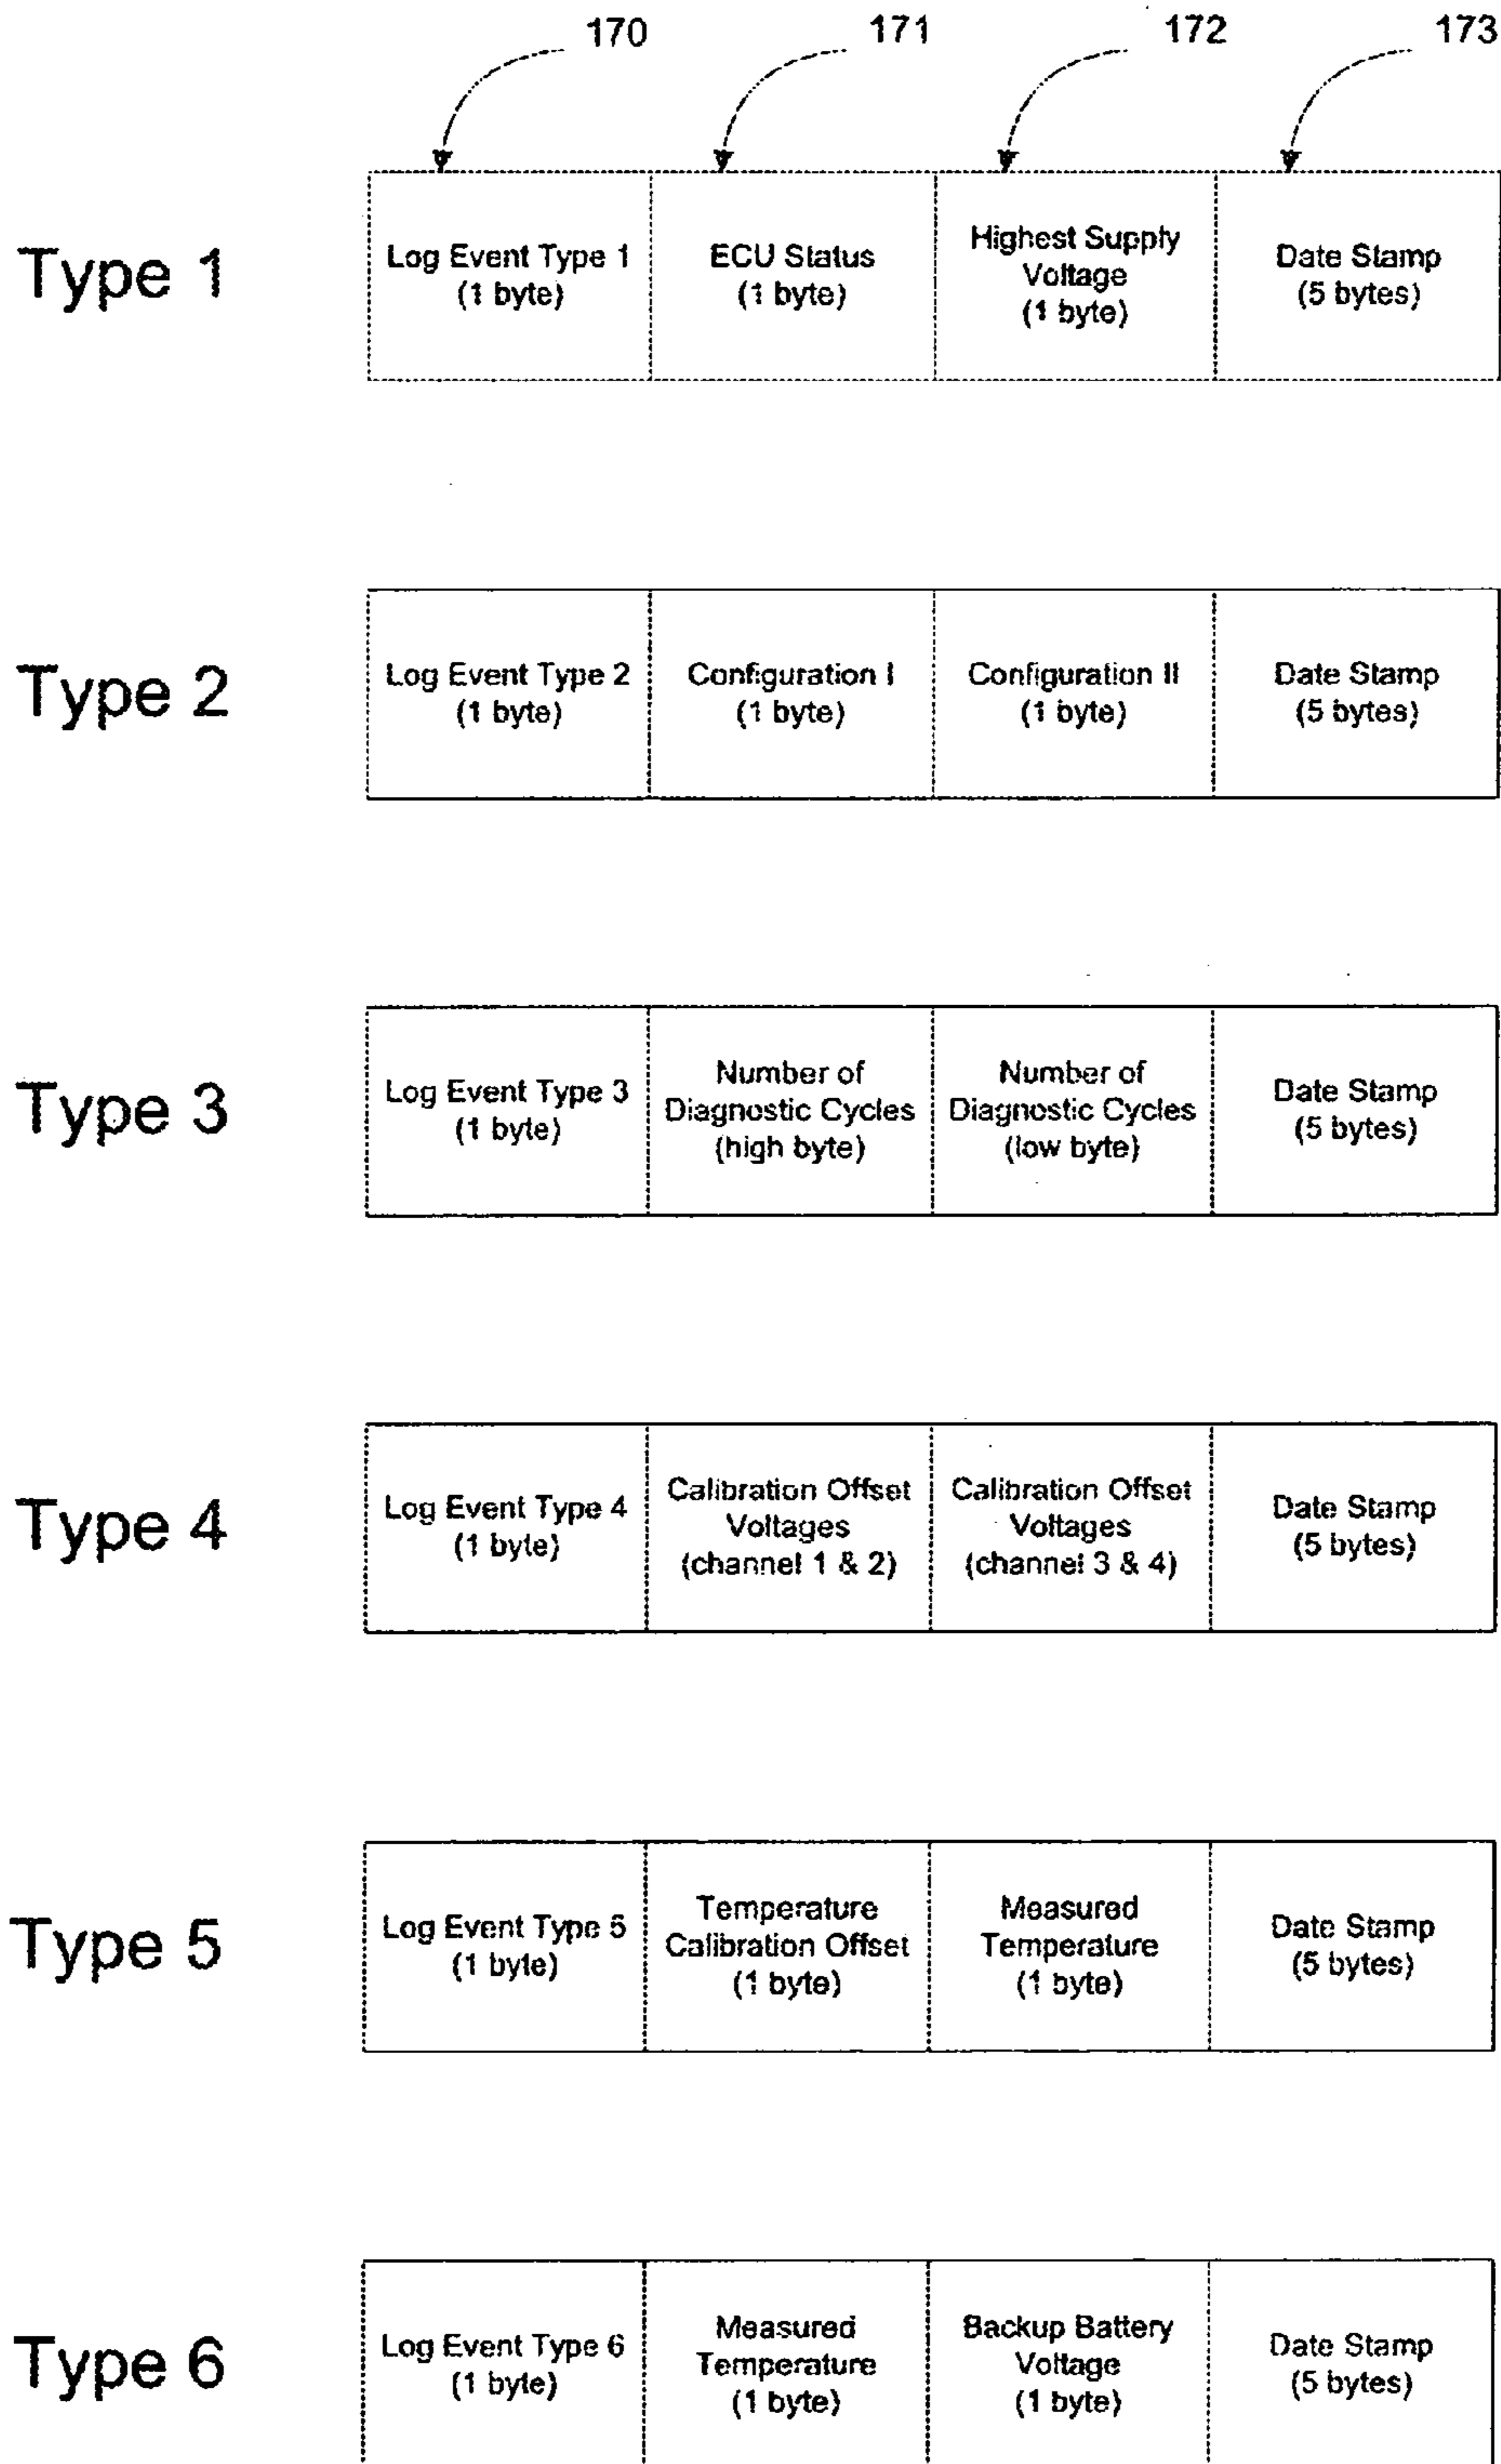 170 171 172 173
Type 1
Log Event Type 1
(1 byte)
ECU Status
(1 byte)
Highest Supply
Voltage
(1 byte)
Date Stamp
(5 bytes)
Type 2
Log Event Type 2
(1 byte)
Configuration I
(1 byte)
Configuration II
(1 byte)
Date Stamp
(5 bytes)
Type 3
Log Event Type 3
(1 byte)
Number of
Diagnostic Cycles
(high byte)
Number of
Diagnostic Cycles
(low byte)
Date Stamp
(5 bytes)
Type 4
Log Event Type 4
(1 byte)
Calibration Offset
Voltages
(channel 1 & 2)
Calibration Offset
Voltages
(channel 3 & 4)
Date Stamp
(5 bytes)
Type 5
Log Event Type 5
(1 byte)
Temperature
Calibration Offset
(1 byte)
Measured
Temperature
(1 byte)
Date Stamp
(5 bytes)
Type 6
Log Event Type 6
(1 byte)
Measured
Temperature
(1 byte)
Backup Battery
Voltage
(1 byte)
Date Stamp
(5 bytes)